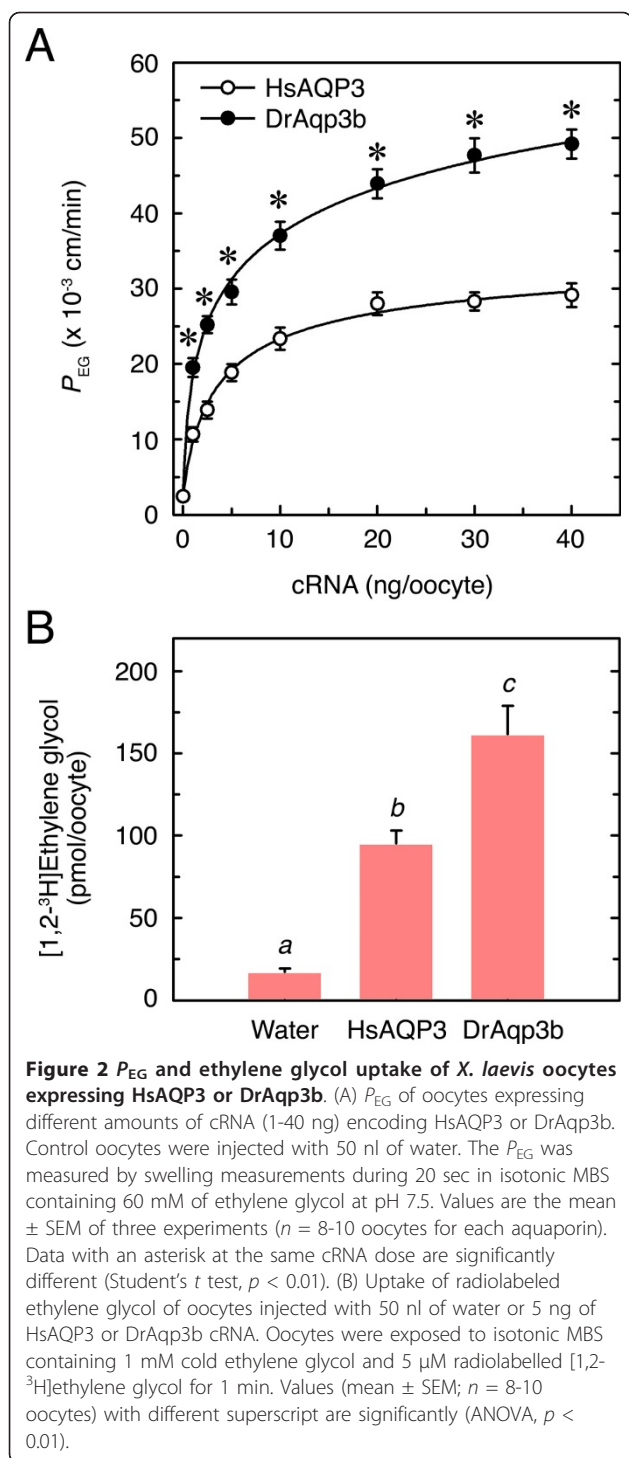 A
60
50
40
30
20
10
0
P_EG (x 10⁻³ cm/min)
HsAQP3
DrAqp3b
* * * * * * *
0 10 20 30 40
cRNA (ng/oocyte)
B
200
150
100
50
0
[1,2-³H]Ethylene glycol
(pmol/oocyte)
a
b
c
Water HsAQP3 DrAqp3b
Figure 2 P_EG and ethylene glycol uptake of X. laevis oocytes
expressing HsAQP3 or DrAqp3b. (A) P_EG of oocytes expressing
different amounts of cRNA (1-40 ng) encoding HsAQP3 or DrAqp3b.
Control oocytes were injected with 50 nl of water. The P_EG was
measured by swelling measurements during 20 sec in isotonic MBS
containing 60 mM of ethylene glycol at pH 7.5. Values are the mean
± SEM of three experiments (n = 8-10 oocytes for each aquaporin).
Data with an asterisk at the same cRNA dose are significantly
different (Student's t test, p < 0.01). (B) Uptake of radiolabeled
ethylene glycol of oocytes injected with 50 nl of water or 5 ng of
HsAQP3 or DrAqp3b cRNA. Oocytes were exposed to isotonic MBS
containing 1 mM cold ethylene glycol and 5 μM radiolabelled [1,2-
³H]ethylene glycol for 1 min. Values (mean ± SEM; n = 8-10
oocytes) with different superscript are significantly (ANOVA, p <
0.01).